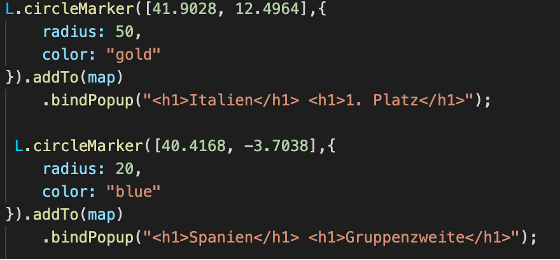 L.circleMarker([41.9028, 12.4964],{
radius: 50,
color: "gold"
}).addTo(map)
.bindPopup("<h1>Italien</h1> <h1>1. Platz</h1>");
L.circleMarker([40.4168, -3.7038],{
radius: 20,
color: "blue"
}).addTo(map)
.bindPopup("<h1>Spanien</h1> <h1>Gruppenzweite</h1>");